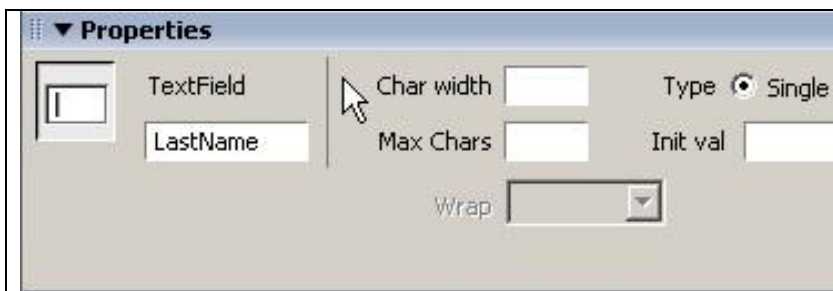 Properties
TextField Char width Type Single
LastName Max Chars Init val
Wrap